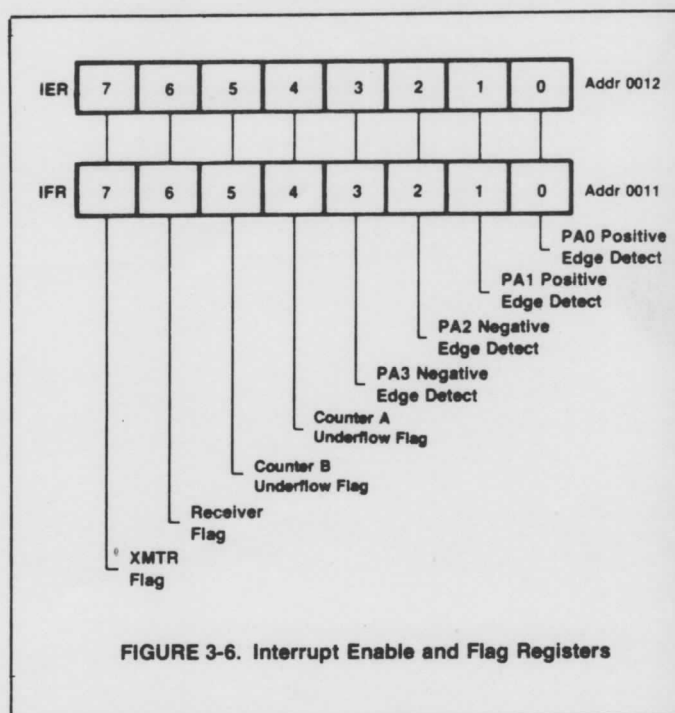 IER 7 6 5 4 3 2 1 0 Addr 0012
IFR 7 6 5 4 3 2 1 0 Addr 0011
PA0 Positive
Edge Detect
PA1 Positive
Edge Detect
PA2 Negative
Edge Detect
PA3 Negative
Edge Detect
Counter A
Underflow Flag
Counter B
Underflow Flag
Receiver
Flag
XMTR
Flag
FIGURE 3-6. Interrupt Enable and Flag Registers